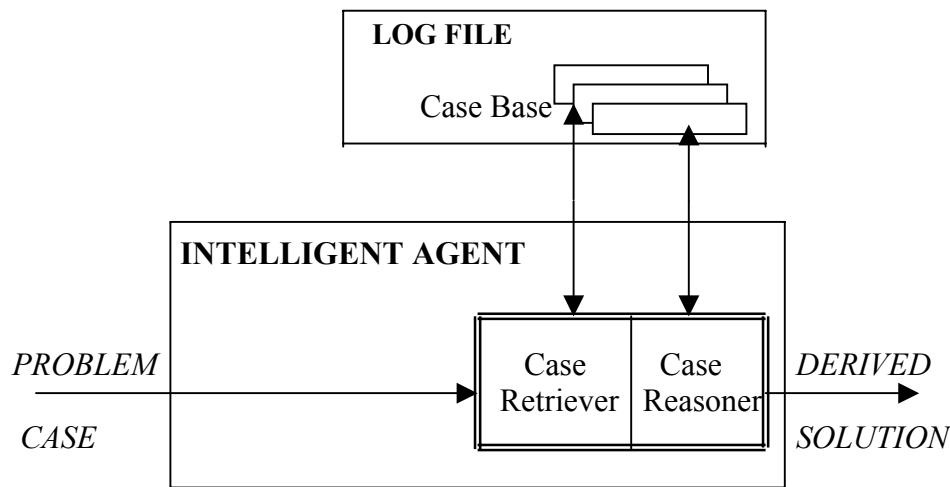 LOG FILE
Case Base
INTELLIGENT AGENT
PROBLEM
CASE
Case
Retriever
Case
Reasoner
DERIVED
SOLUTION